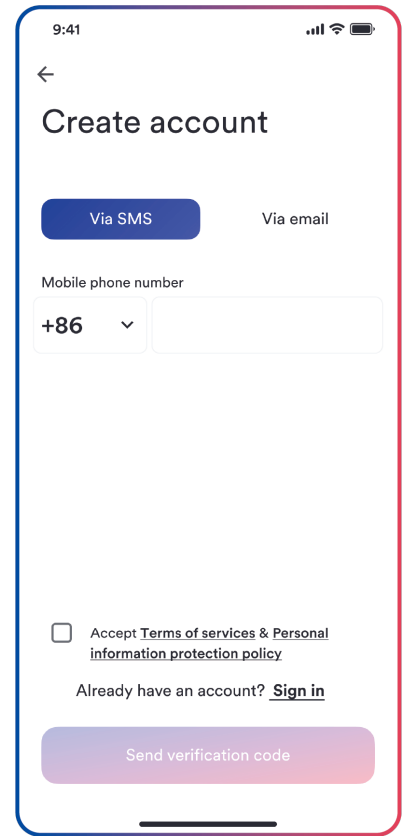 9:41
Create account
Via SMS
Via email
Mobile phone number
+86
Accept Terms of services & Personal
information protection policy
Already have an account? Sign in
Send verification code